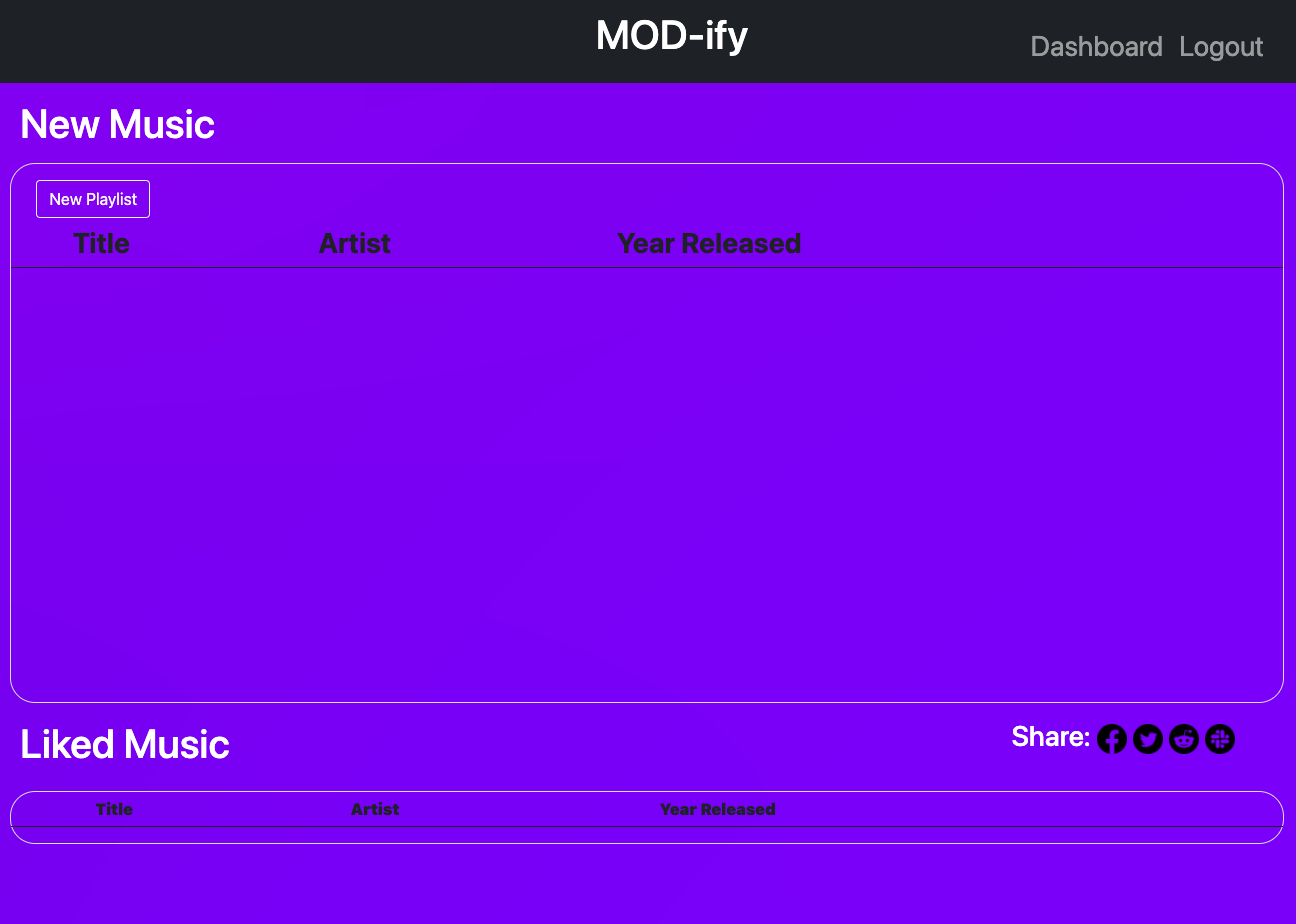 MOD-ify
Dashboard Logout
New Music
New Playlist
Title Artist Year Released
Liked Music
Share:
Title Artist Year Released